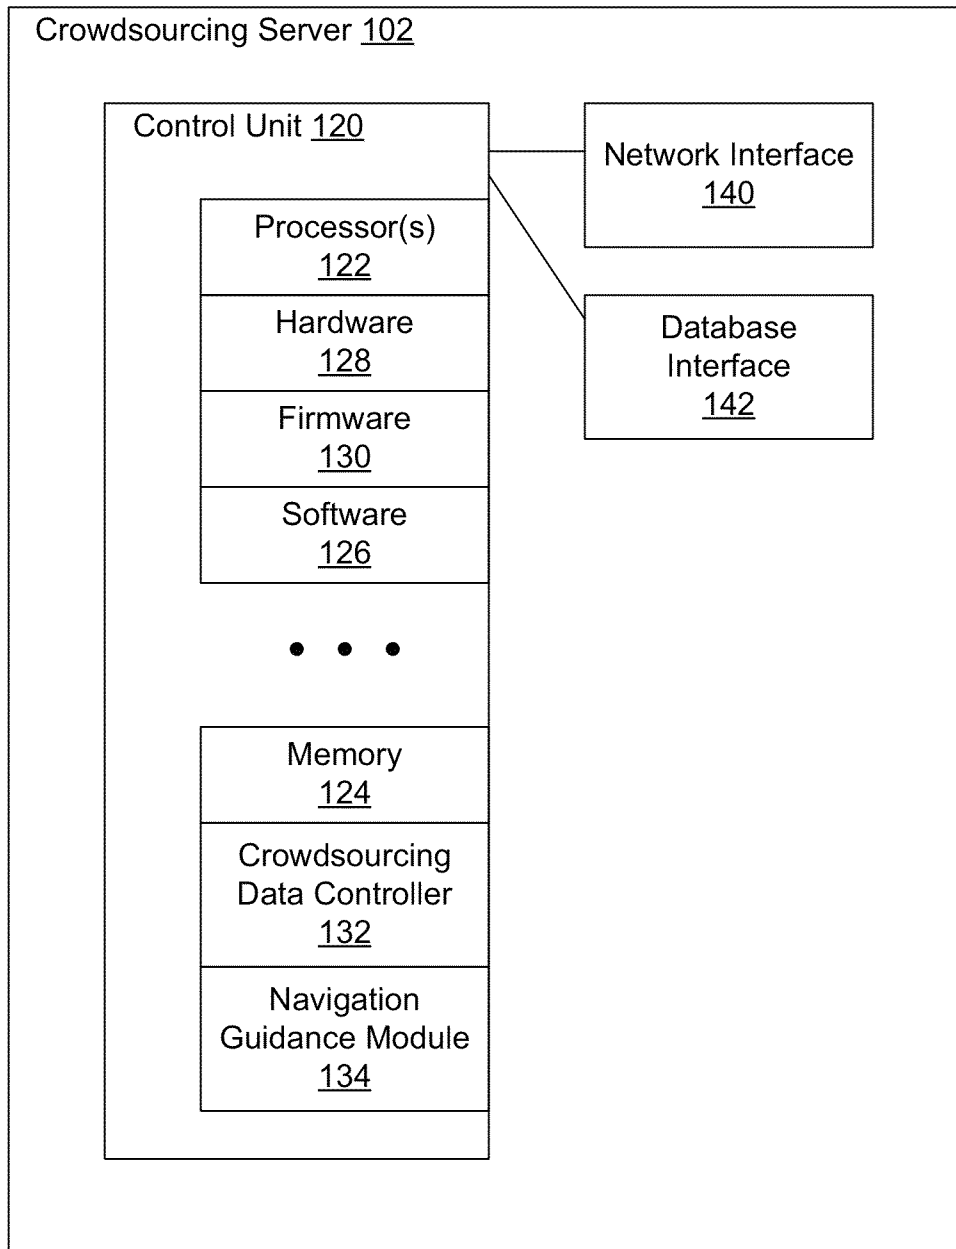 Crowdsourcing Server 102
Control Unit 120
Processor(s)
122
Hardware
128
Firmware
130
Software
126
Memory
124
Crowdsourcing
Data Controller
132
Navigation
Guidance Module
134
Network Interface
140
Database
Interface
142